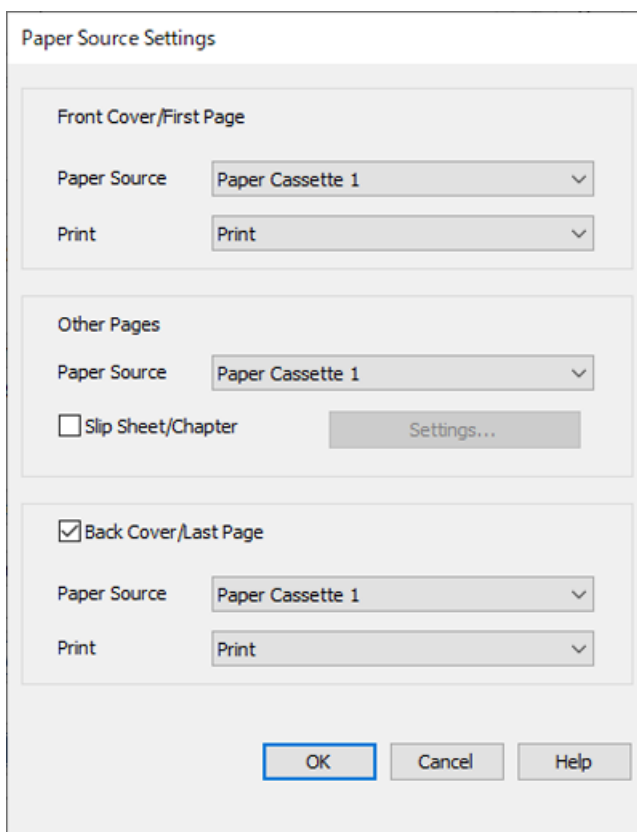 Paper Source Settings
Front Cover/First Page
Paper Source Paper Cassette 1
Print Print
Other Pages
Paper Source Paper Cassette 1
Slip Sheet/Chapter Settings...
Back Cover/Last Page
Paper Source Paper Cassette 1
Print Print
OK Cancel Help